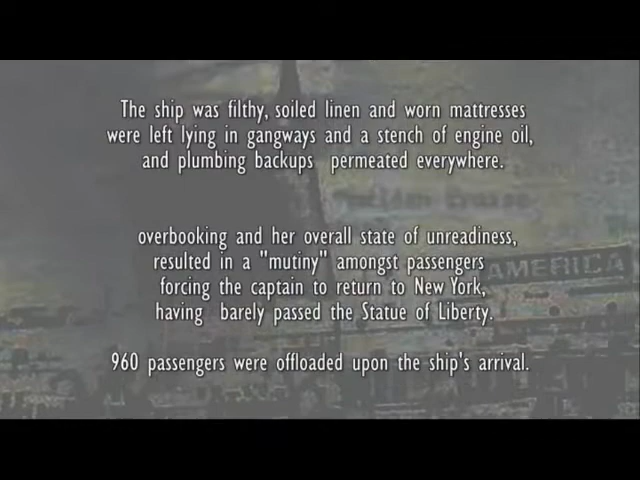 The ship was filthy, soiled linen and worn mattresses
were left lying in gangways and a stench of engine oil,
and plumbing backups permeated everywhere.
overbooking and her overall state of unreadiness,
resulted in a "mutiny" amongst passengers
AMERICA
forcing the captain to return to New York,
having barely passed the Statue of Liberty.
960 passengers were offloaded upon the ship's arrival.